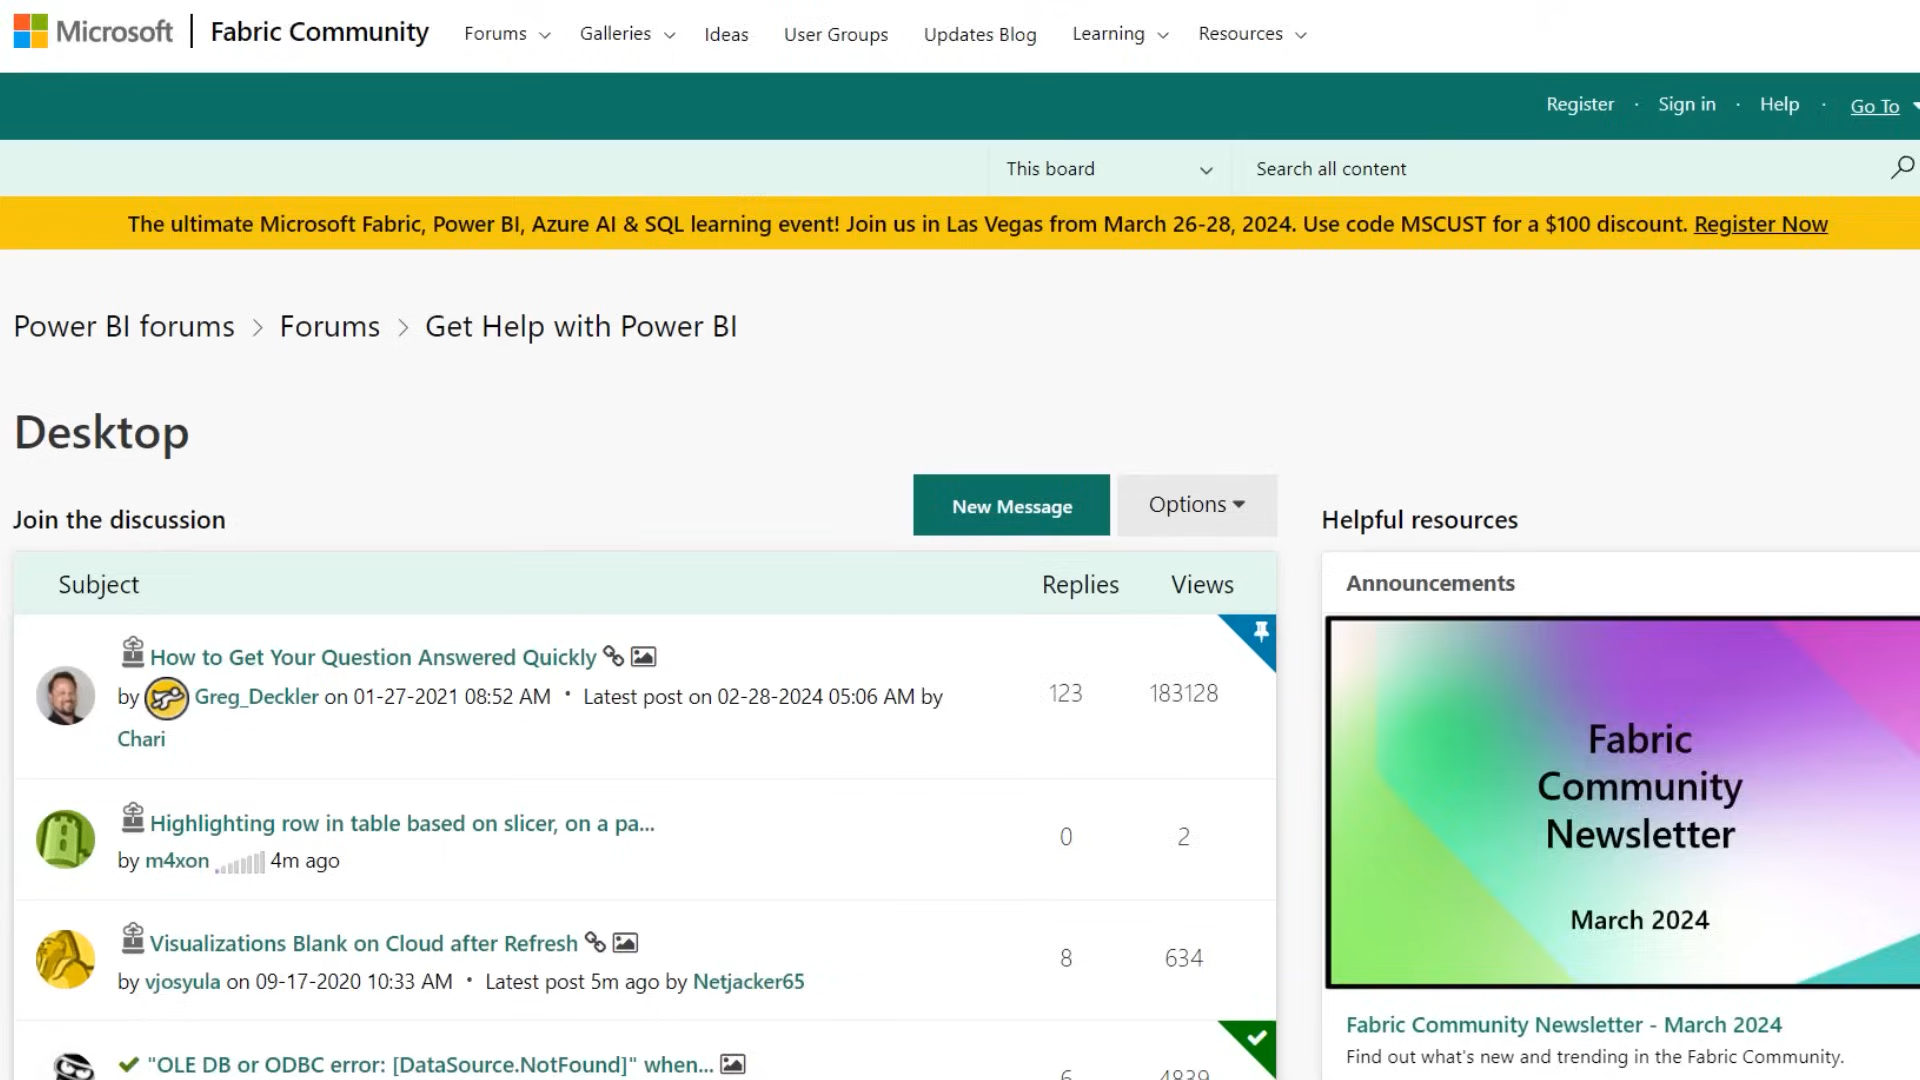 Microsoft Fabric Community Forums Galleries Ideas User Groups Updates Blog Learning Resources
Register · Sign in · Help · Go To
This board Search all content
The ultimate Microsoft Fabric, Power BI, Azure AI & SQL learning event! Join us in Las Vegas from March 26-28, 2024. Use code MSCUST for a $100 discount. Register Now
Power BI forums > Forums > Get Help with Power BI
Desktop
New Message Options
Join the discussion
Subject Replies Views
How to Get Your Question Answered Quickly
by Greg_Deckler on 01-27-2021 08:52 AM • Latest post on 02-28-2024 05:06 AM by
Chari
123 183128
Highlighting row in table based on slicer, on a pa...
by m4xon 4m ago
0 2
Visualizations Blank on Cloud after Refresh
by vjosyula on 09-17-2020 10:33 AM • Latest post 5m ago by Netjacker65
8 634
"OLE DB or ODBC error: [DataSource.NotFound]" when...
6 4839
Helpful resources
Announcements
Fabric
Community
Newsletter
March 2024
Fabric Community Newsletter - March 2024
Find out what's new and trending in the Fabric Community.